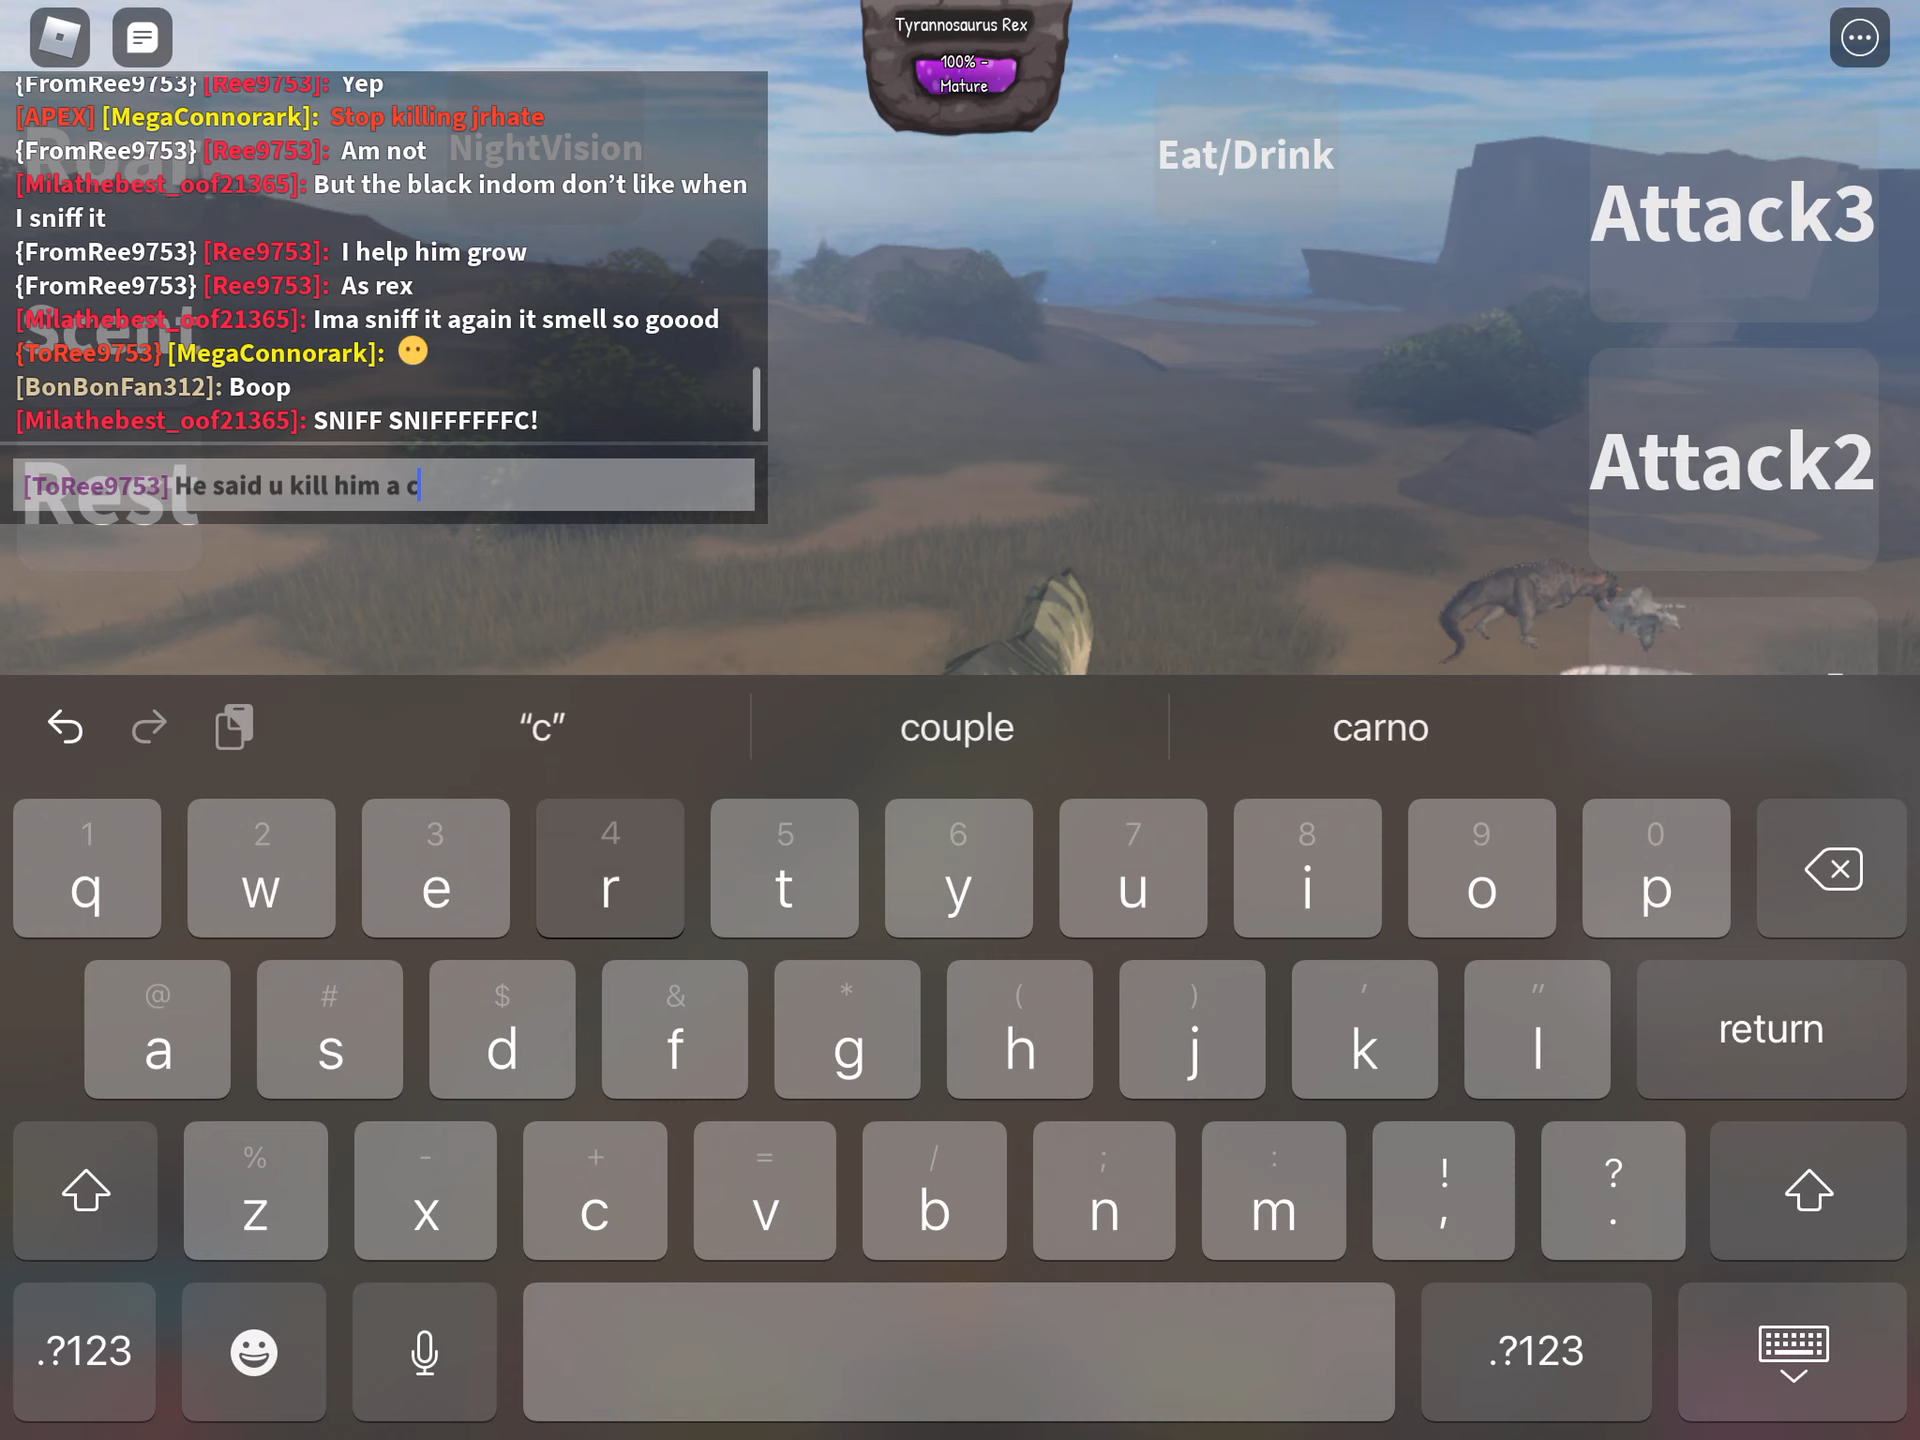 Tyrannosaurus Rex
100% -
Mature
{FromRee9753} [Ree9753]: Yep
[APEX] [MegaConnorark]: Stop killing jrhate
{FromRee9753} [Ree9753]: Am not
[Milathebest_oof21365]: But the black indom don’t like when
I sniff it
{FromRee9753} [Ree9753]: I help him grow
{FromRee9753} [Ree9753]: As rex
[Milathebest_oof21365]: Ima sniff it again it smell so goood
{ToRee9753} [MegaConnorark]: 😶
[BonBonFan312]: Boop
[Milathebest_oof21365]: SNIFF SNIFFFFFFC!
[ToRee9753] He said u kill him a c
Roar
NightVision
Scent
Rest
Eat/Drink
Attack3
Attack2
“c” couple carno
1 2 3 4 5 6 7 8 9 0
q w e r t y u i o p
@ # $ & * ( ) ' "
a s d f g h j k l return
% - + = / ; : ! ?
z x c v b n m , .
.?123 .?123